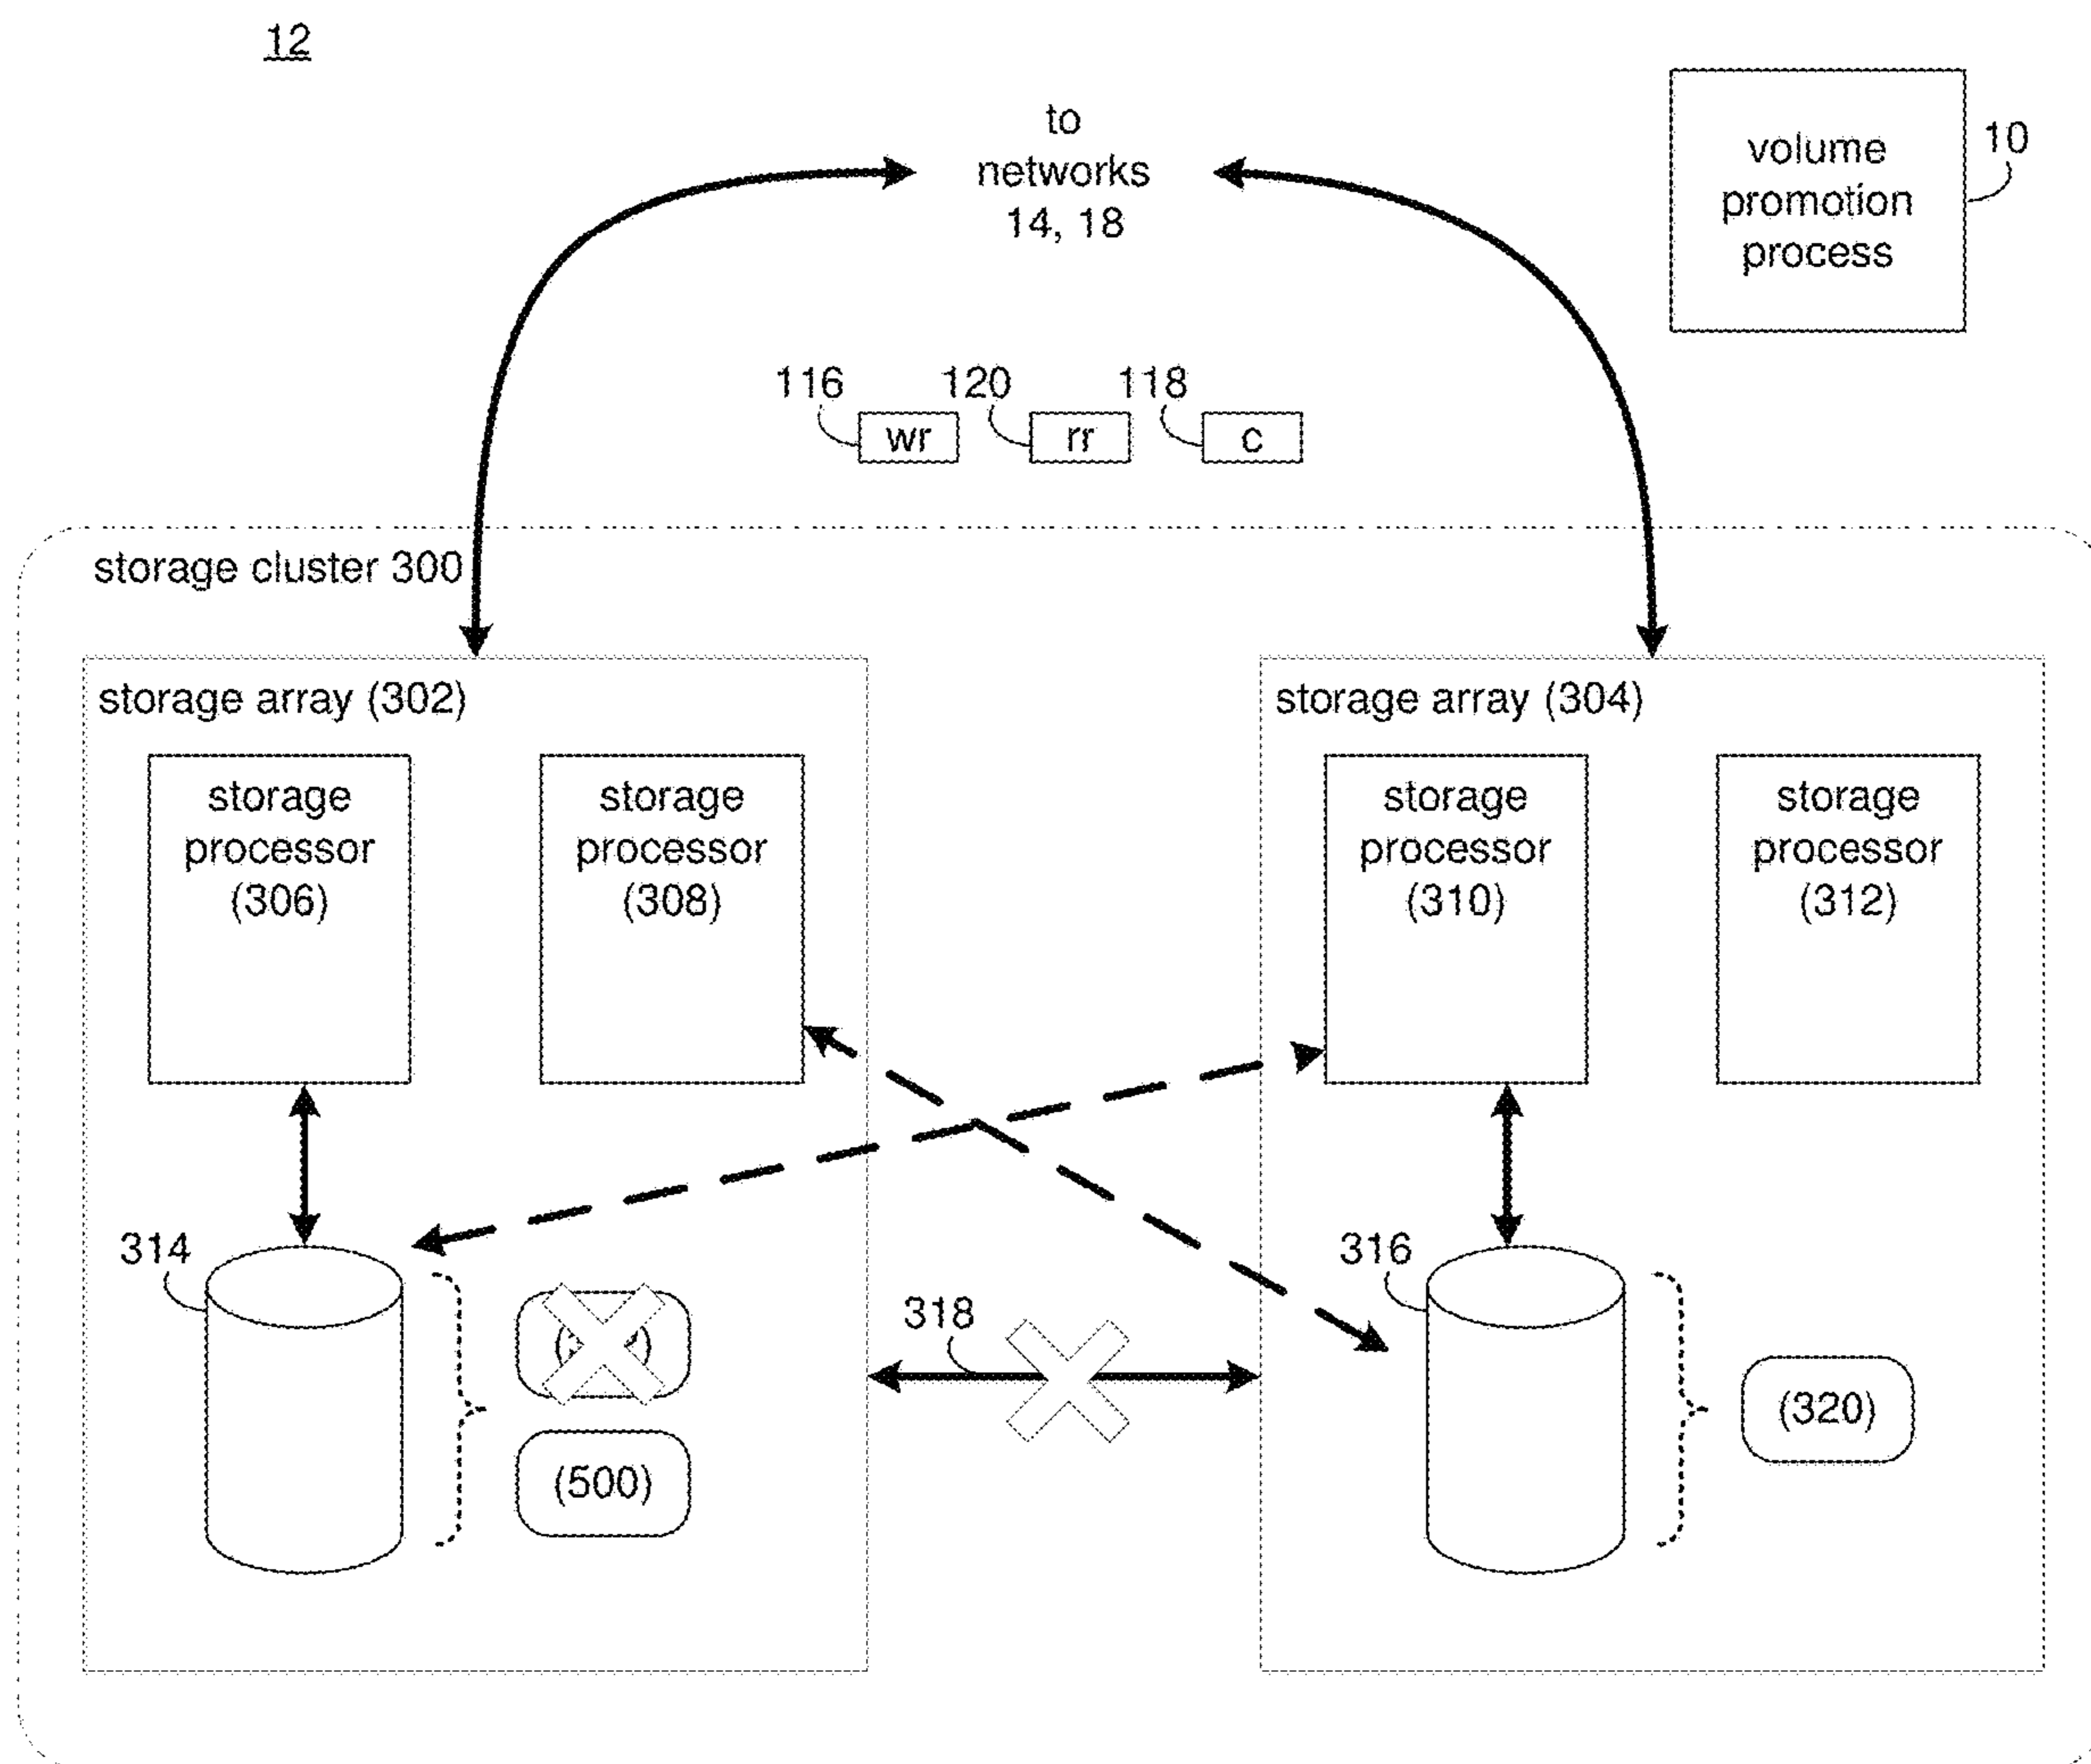 12
to
networks
14, 18
volume
promotion
process
10
116
120
118
wr
rr
c
storage cluster 300
storage array (302)
storage array (304)
storage
processor
(306)
storage
processor
(308)
storage
processor
(310)
storage
processor
(312)
314
318
316
(500)
(320)